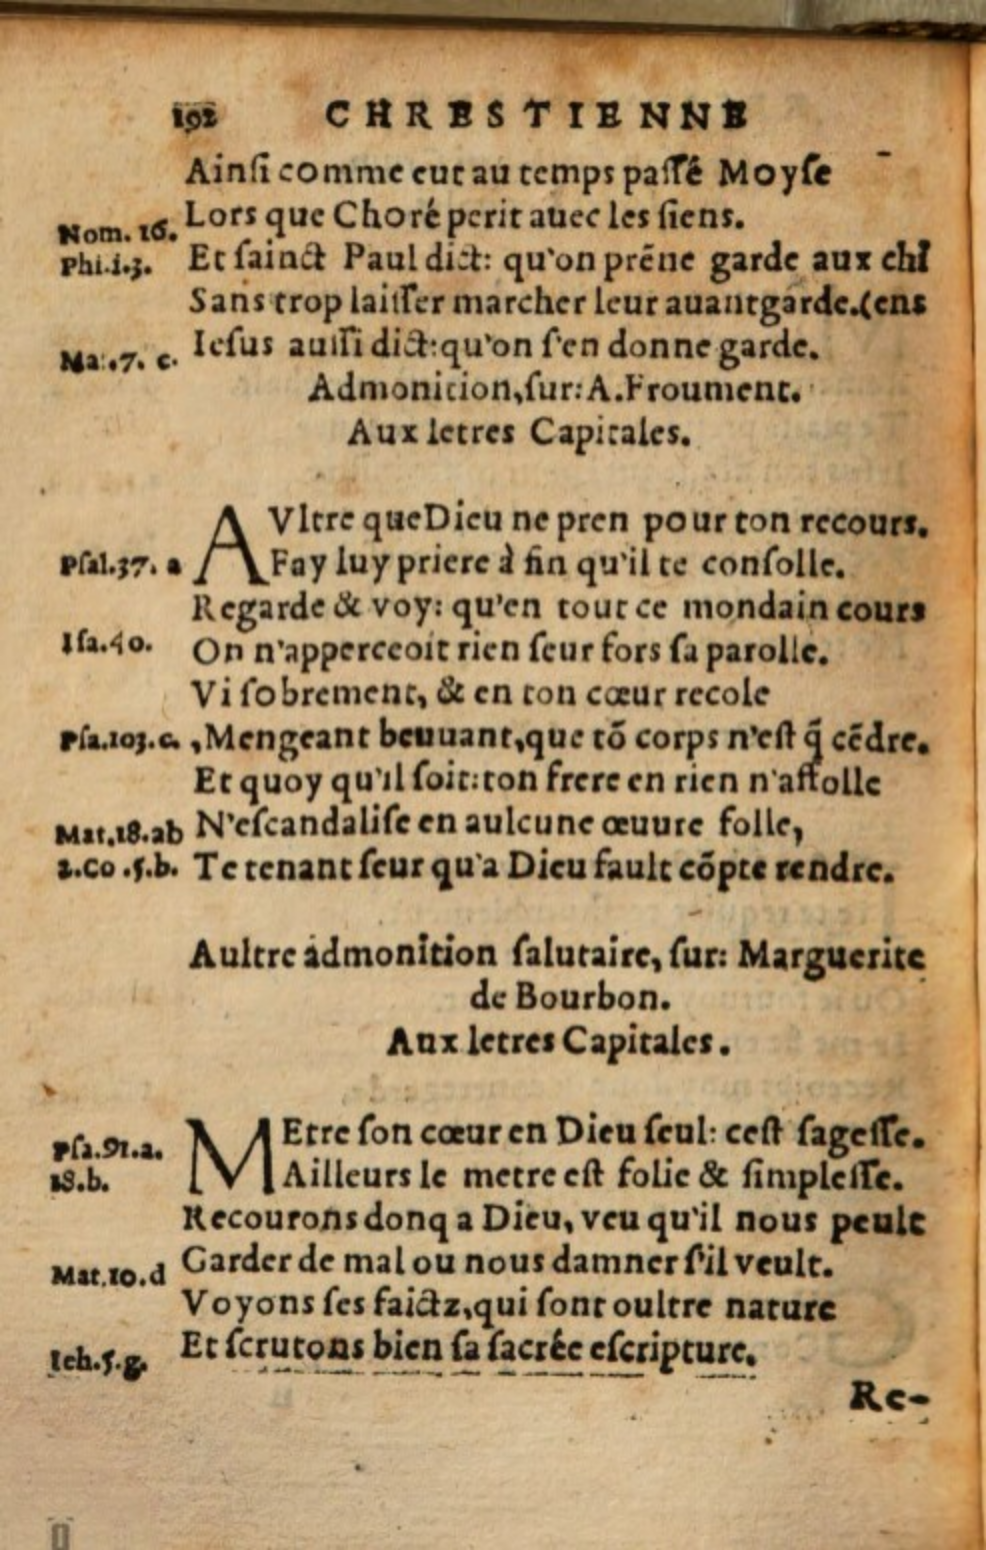 192 CHRESTIENNE
Ainſi comme eut au temps paſſé Moyſe
Nom. 16. Lors que Choré perit auec les ſiens.
Phi.i.3. Et ſainct Paul dict: qu'on prēne garde aux chī
Sans trop laiſſer marcher leur auantgarde.(ens
Mat.7. c. Ieſus auſſi dict:qu'on ſ'en donne garde.
Admonition,ſur: A.Froument.
Aux letres Capitales.
AVltre que Dieu ne pren pour ton recours.
Pſal.37. a Fay luy priere à fin qu'il te conſolle.
Regarde & voy: qu'en tout ce mondain cours
Iſa.40. On n'apperceoit rien ſeur fors ſa parolle.
Vi ſobrement, & en ton cœur recole
Pſa.103.c. ,Mengeant beuuant,que tō corps n'eſt q̄ cēdre.
Et quoy qu'il ſoit:ton frere en rien n'affolle
Mat.18.ab N'eſcandaliſe en aulcune œuure folle,
2.Co.5.b. Te tenant ſeur qu'a Dieu fault cōpte rendre.
Aultre admonition ſalutaire, ſur: Marguerite
de Bourbon.
Aux letres Capitales.
Pſa.91.a. METre ſon cœur en Dieu ſeul: ceſt ſageſſe.
18.b. Ailleurs le metre eſt folie & ſimpleſſe.
Recourons donq a Dieu, veu qu'il nous peult
Mat.10.d Garder de mal ou nous damner ſ'il veult.
Voyons ſes faictz,qui ſont oultre nature
Ieh.5.g. Et ſcrutons bien ſa ſacrée eſcripture.
Re-